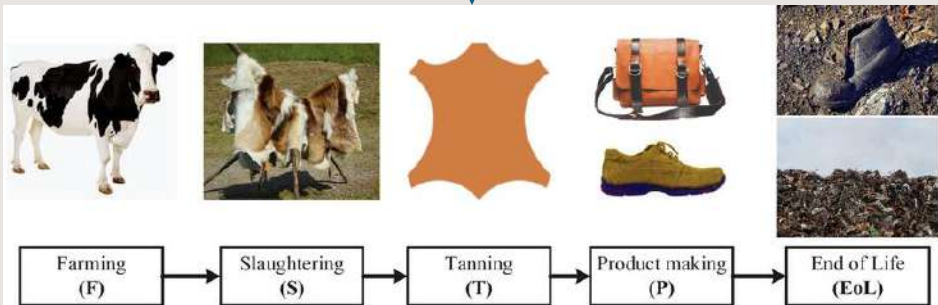 Farming
(F)
Slaughtering
(S)
Tanning
(T)
Product making
(P)
End of Life
(EoL)